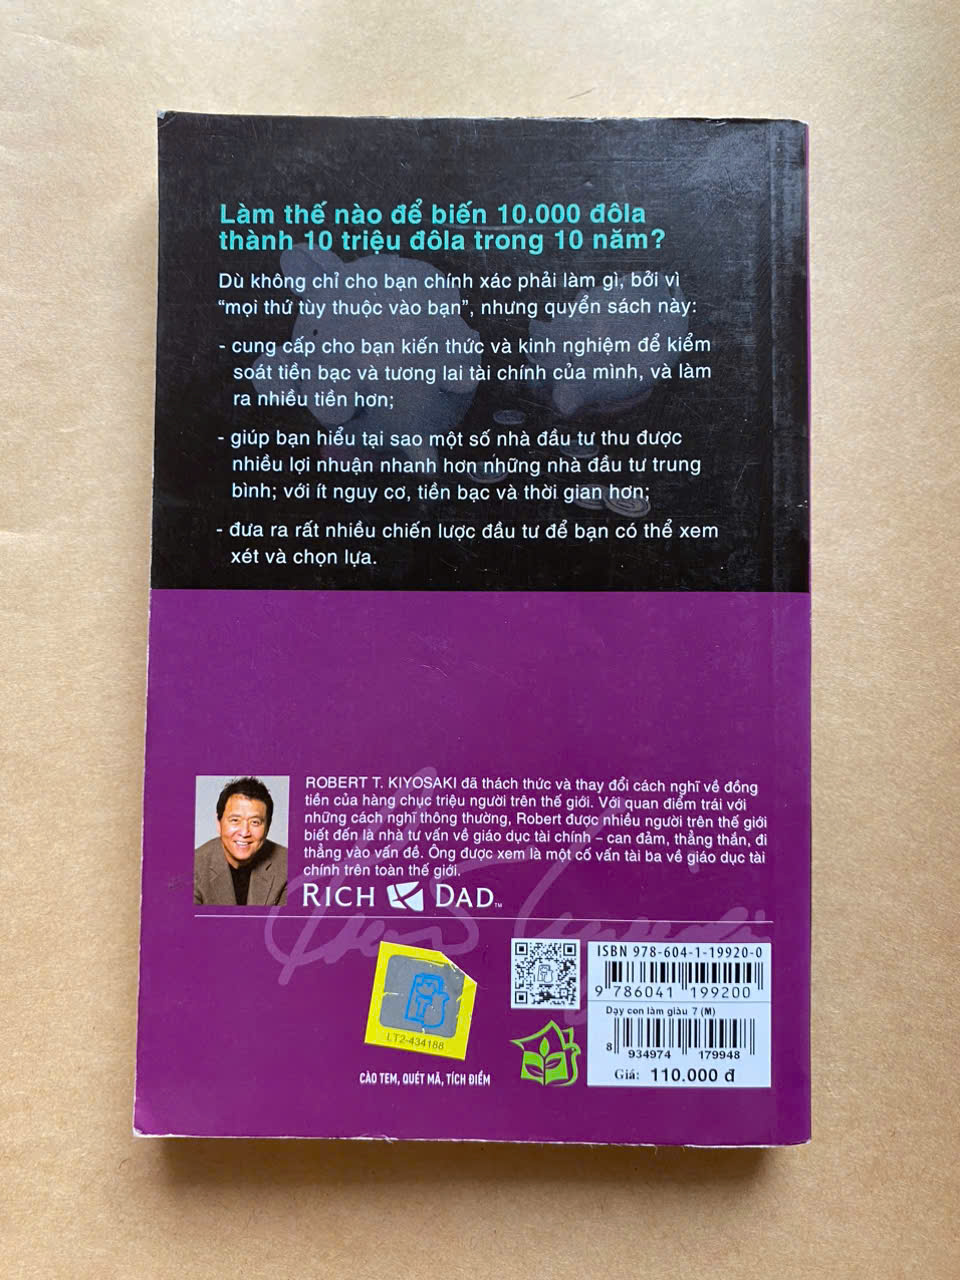 Làm thế nào để biến 10.000 đôla
thành 10 triệu đôla trong 10 năm?
Dù không chỉ cho bạn chính xác phải làm gì, bởi vì
“mọi thứ tùy thuộc vào bạn”, nhưng quyển sách này:
- cung cấp cho bạn kiến thức và kinh nghiệm để kiểm
soát tiền bạc và tương lai tài chính của mình, và làm
ra nhiều tiền hơn;
- giúp bạn hiểu tại sao một số nhà đầu tư thu được
nhiều lợi nhuận nhanh hơn những nhà đầu tư trung
bình; với ít nguy cơ, tiền bạc và thời gian hơn;
- đưa ra rất nhiều chiến lược đầu tư để bạn có thể xem
xét và chọn lựa.
ROBERT T. KIYOSAKI đã thách thức và thay đổi cách nghĩ về đồng
tiền của hàng chục triệu người trên thế giới. Với quan điểm trái với
những cách nghĩ thông thường, Robert được nhiều người trên thế giới
biết đến là nhà tư vấn về giáo dục tài chính – can đảm, thẳng thắn, đi
thẳng vào vấn đề. Ông được xem là một cố vấn tài ba về giáo dục tài
chính trên toàn thế giới.
RICH DAD™
LT2-434188
CÀO TEM, QUÉT MÃ, TÍCH ĐIỂM
ISBN 978-604-1-19920-0
9 786041 199200
Dạy con làm giàu 7 (M)
8 934974 179948
Giá: 110.000 đ